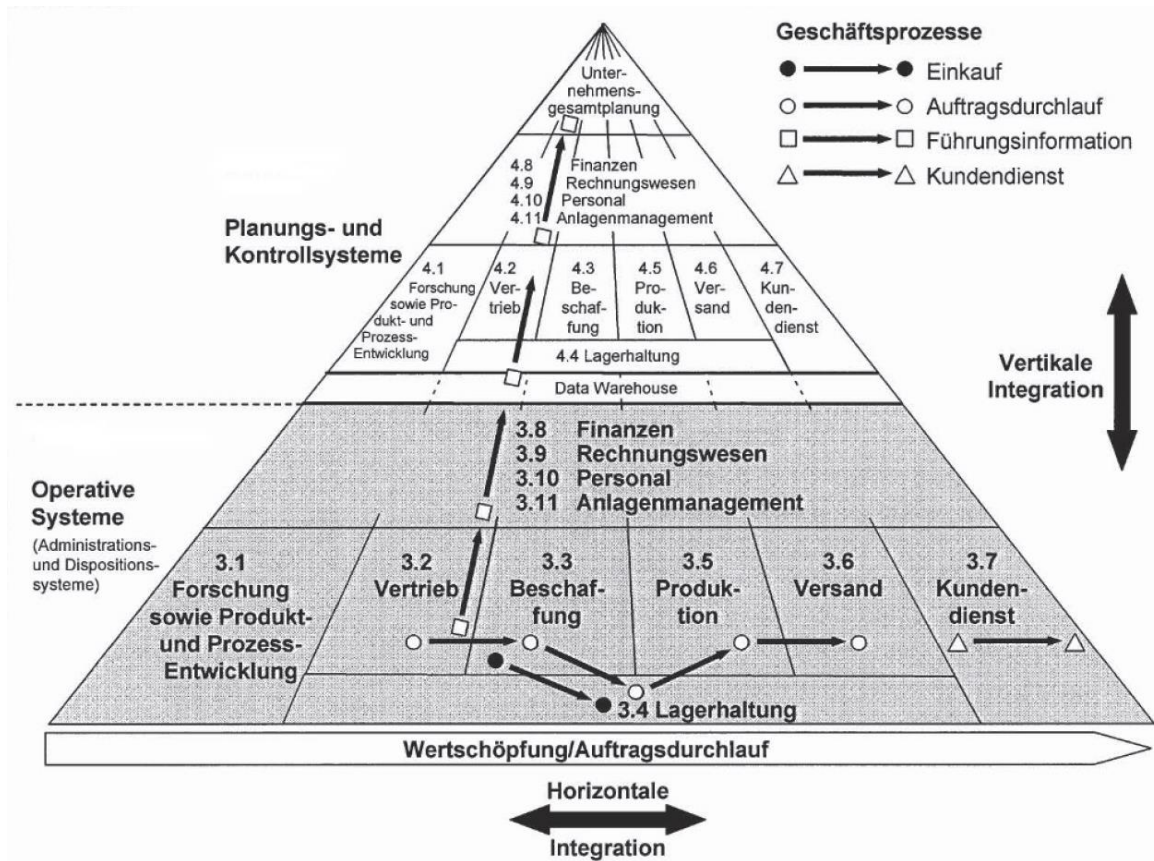 Geschäftsprozesse
Einkauf
Auftragsdurchlauf
Führungsinformation
Kundendienst
Unter-
nehmens-
gesamtplanung
4.8 Finanzen
4.9 Rechnungswesen
4.10 Personal
4.11 Anlagenmanagement
Planungs- und
Kontrollsysteme
4.1
Forschung
sowie Pro-
dukt- und
Prozess-
Entwicklung
4.2
Ver-
trieb
4.3
Be-
schaf-
fung
4.5
Pro-
duk-
tion
4.6
Ver-
sand
4.7
Kun-
den-
dienst
4.4 Lagerhaltung
Data Warehouse
Vertikale
Integration
Operative
Systeme
(Administrations-
und Dispositions-
systeme)
3.8 Finanzen
3.9 Rechnungswesen
3.10 Personal
3.11 Anlagenmanagement
3.1
Forschung
sowie Produkt-
und Prozess-
Entwicklung
3.2
Vertrieb
3.3
Beschaf-
fung
3.5
Produk-
tion
3.6
Versand
3.7
Kunden-
dienst
3.4 Lagerhaltung
Wertschöpfung/Auftragsdurchlauf
Horizontale
Integration